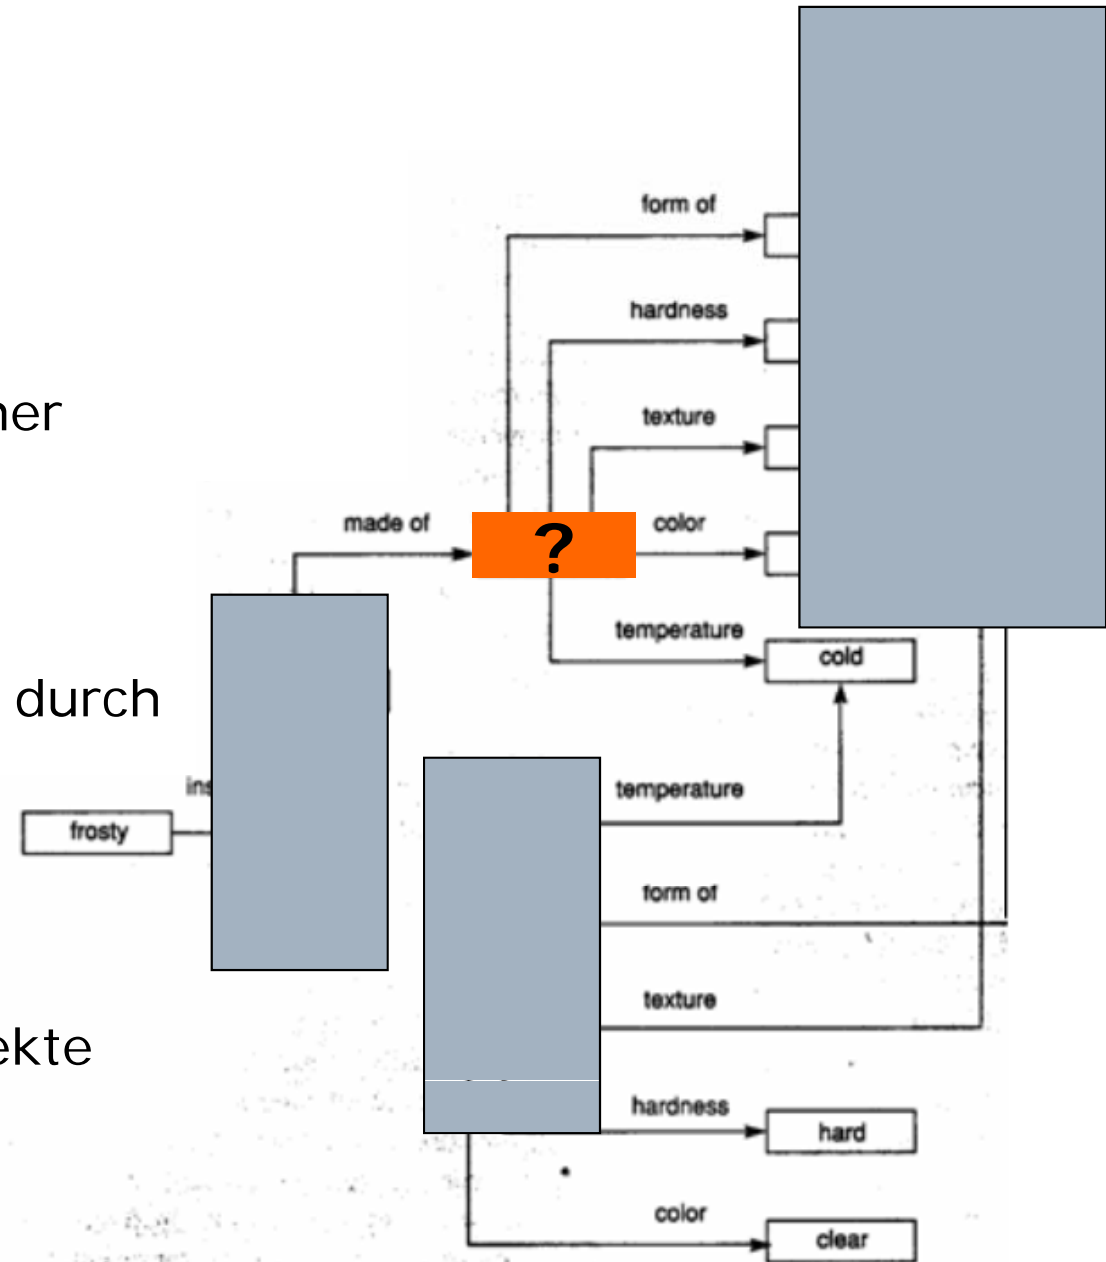 form of
hardness
ner
texture
made of
?
color
temperature
cold
durch
ins
temperature
frosty
form of
texture
ekte
hardness
hard
color
clear